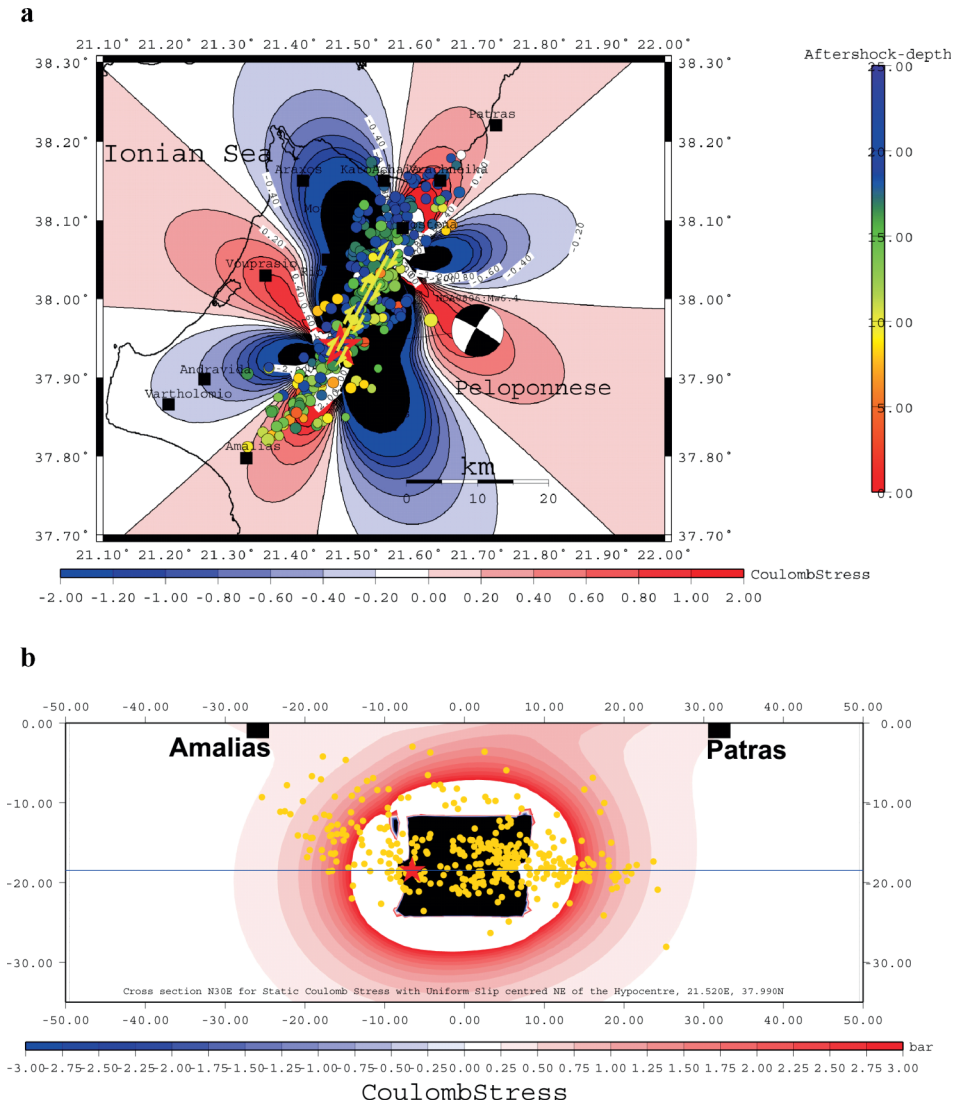 a
21.10° 21.20° 21.30° 21.40° 21.50° 21.60° 21.70° 21.80° 21.90° 22.00°
Aftershock-depth
38.30° 38.30°
25.00
Patras
38.20° 38.20°
20.00
Ionian Sea
Araxos
-0.40
38.10° 38.10°
15.00
-0.20
0.20
-0.40
-0.60
Vouprasio
38.00° 38.00°
NOA0806:Mw6.4
10.00
37.90° 37.90°
Andravida
Peloponnese
Vartholomio
5.00
Amalias
37.80° 37.80°
km
0 10 20
0.00
37.70° 37.70°
21.10° 21.20° 21.30° 21.40° 21.50° 21.60° 21.70° 21.80° 21.90° 22.00°
CoulombStress
-2.00 -1.20 -1.00 -0.80 -0.60 -0.40 -0.20 0.00 0.20 0.40 0.60 0.80 1.00 2.00
b
-50.00 -40.00 -30.00 -20.00 -10.00 0.00 10.00 20.00 30.00 40.00 50.00
0.00 0.00
Amalias Patras
-10.00 -10.00
-20.00 -20.00
-30.00 -30.00
Cross section N30E for Static Coulomb Stress with Uniform Slip centred NE of the Hypocentre, 21.520E, 37.990N
-50.00 -40.00 -30.00 -20.00 -10.00 0.00 10.00 20.00 30.00 40.00 50.00
bar
-3.00 -2.75 -2.50 -2.25 -2.00 -1.75 -1.50 -1.25 -1.00 -0.75 -0.50 -0.25 0.00 0.25 0.50 0.75 1.00 1.25 1.50 1.75 2.00 2.25 2.50 2.75 3.00
CoulombStress